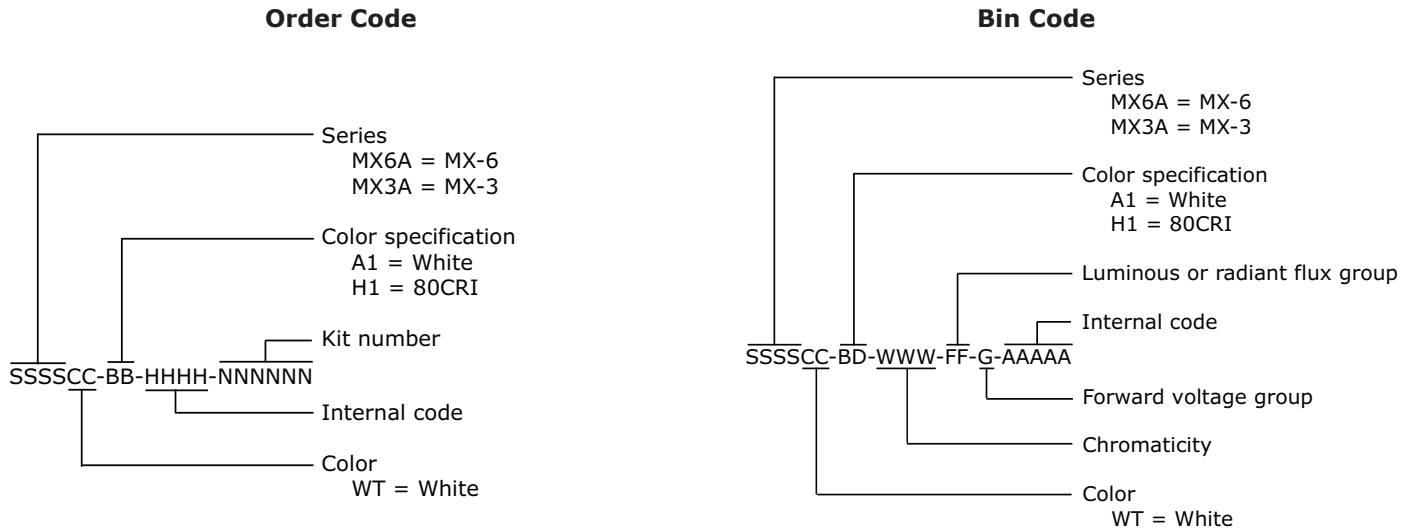 Order Code
Series
MX6A = MX-6
MX3A = MX-3
Color specification
A1 = White
H1 = 80CRI
Kit number
SSSSCC-BB-HHHH-NNNNNN
Internal code
Color
WT = White
Bin Code
Series
MX6A = MX-6
MX3A = MX-3
Color specification
A1 = White
H1 = 80CRI
Luminous or radiant flux group
Internal code
SSSSCC-BD-WWW-FF-G-AAAAA
Forward voltage group
Chromaticity
Color
WT = White